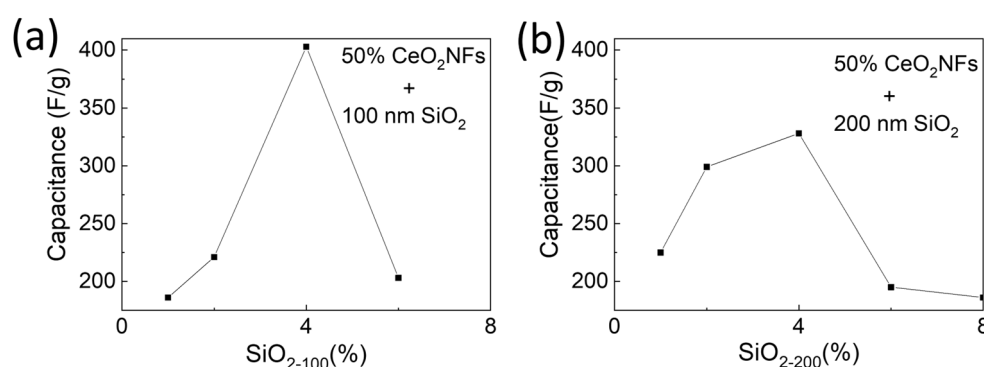 (a)
400
350
300
250
200
0
4
8
Capacitance (F/g)
SiO₂₋₁₀₀(%)
50% CeO₂NFs
+
100 nm SiO₂
(b)
400
350
300
250
200
0
4
8
Capacitance(F/g)
SiO₂₋₂₀₀(%)
50% CeO₂NFs
+
200 nm SiO₂